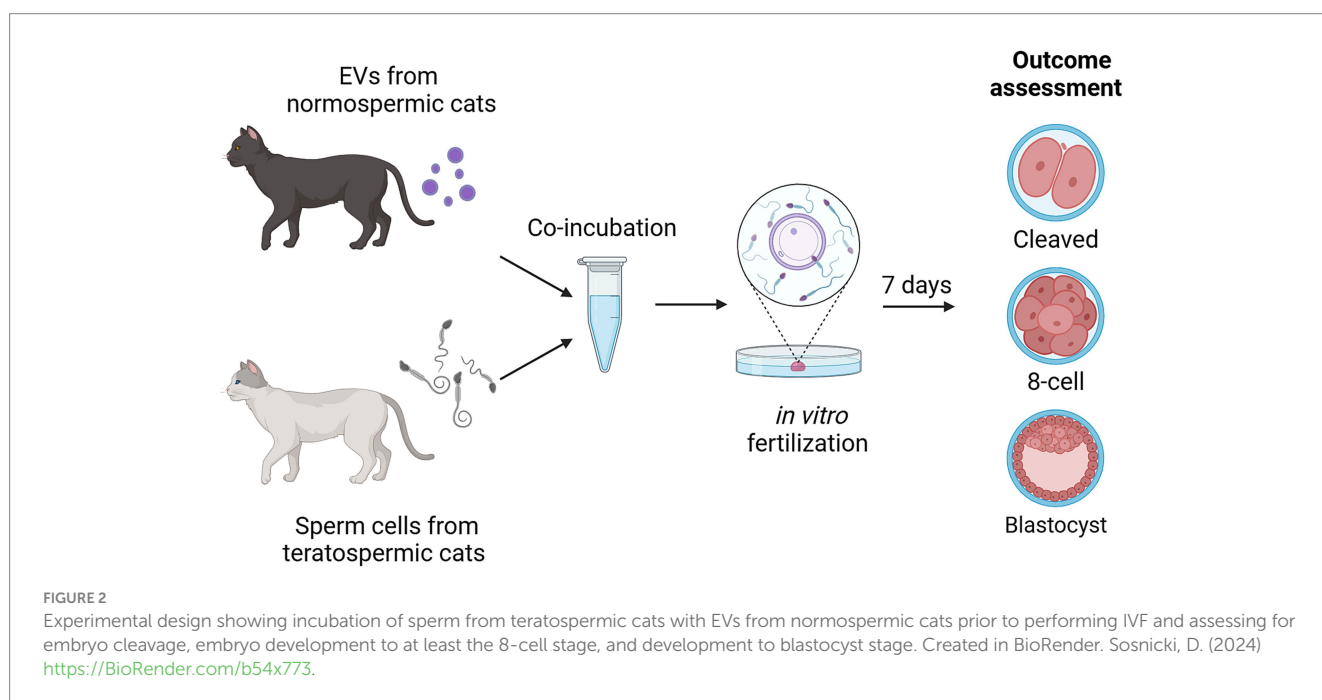 EVs from
normospermic cats
Co-incubation
Sperm cells from
teratospermic cats
in vitro
fertilization
7 days
Outcome
assessment
Cleaved
8-cell
Blastocyst
FIGURE 2
Experimental design showing incubation of sperm from teratospermic cats with EVs from normospermic cats prior to performing IVF and assessing for
embryo cleavage, embryo development to at least the 8-cell stage, and development to blastocyst stage. Created in BioRender. Sosnicki, D. (2024)
https://BioRender.com/b54x773.